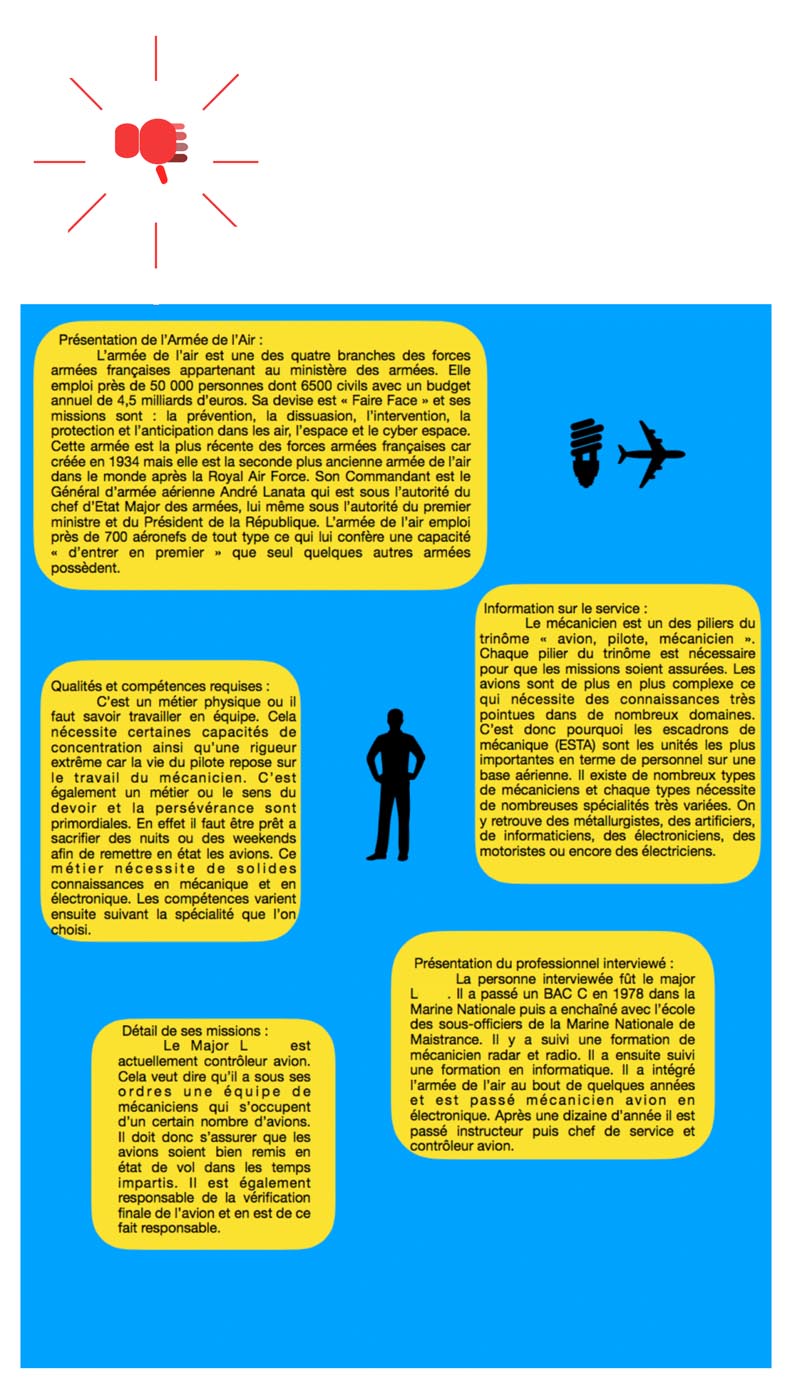 Présentation de l'Armée de l'Air :
L'armée de l'air est une des quatre branches des forces
armées françaises appartenant au ministère des armées. Elle
emploi près de 50 000 personnes dont 6500 civils avec un budget
annuel de 4,5 milliards d'euros. Sa devise est « Faire Face » et ses
missions sont : la prévention, la dissuasion, l'intervention, la
protection et l'anticipation dans les air, l'espace et le cyber espace.
Cette armée est la plus récente des forces armées françaises car
créée en 1934 mais elle est la seconde plus ancienne armée de l'air
dans le monde après la Royal Air Force. Son Commandant est le
Général d'armée aérienne André Lanata qui est sous l'autorité du
chef d'Etat Major des armées, lui même sous l'autorité du premier
ministre et du Président de la République. L'armée de l'air emploi
près de 700 aéronefs de tout type ce qui lui confère une capacité
« d'entrer en premier » que seul quelques autres armées
possèdent.
Information sur le service :
Le mécanicien est un des piliers du
trinôme « avion, pilote, mécanicien ».
Chaque pilier du trinôme est nécessaire
pour que les missions soient assurées. Les
avions sont de plus en plus complexe ce
qui nécessite des connaissances très
pointues dans de nombreux domaines.
C'est donc pourquoi les escadrons de
mécanique (ESTA) sont les unités les plus
importantes en terme de personnel sur une
base aérienne. Il existe de nombreux types
de mécaniciens et chaque types nécessite
de nombreuses spécialités très variées. On
y retrouve des métallurgistes, des artificiers,
de informaticiens, des électroniciens, des
motoristes ou encore des électriciens.
Qualités et compétences requises :
C'est un métier physique ou il
faut savoir travailler en équipe. Cela
nécessite certaines capacités de
concentration ainsi qu'une rigueur
extrême car la vie du pilote repose sur
le travail du mécanicien. C'est
également un métier ou le sens du
devoir et la persévérance sont
primordiales. En effet il faut être prêt a
sacrifier des nuits ou des weekends
afin de remettre en état les avions. Ce
métier nécessite de solides
connaissances en mécanique et en
électronique. Les compétences varient
ensuite suivant la spécialité que l'on
choisi.
Présentation du professionnel interviewé :
La personne interviewée fût le major
L . Il a passé un BAC C en 1978 dans la
Marine Nationale puis a enchaîné avec l'école
des sous-officiers de la Marine Nationale de
Maistrance. Il y a suivi une formation de
mécanicien radar et radio. Il a ensuite suivi
une formation en informatique. Il a intégré
l'armée de l'air au bout de quelques années
et est passé mécanicien avion en
électronique. Après une dizaine d'année il est
passé instructeur puis chef de service et
contrôleur avion.
Détail de ses missions :
Le Major L est
actuellement contrôleur avion.
Cela veut dire qu'il a sous ses
ordres une équipe de
mécaniciens qui s'occupent
d'un certain nombre d'avions.
Il doit donc s'assurer que les
avions soient bien remis en
état de vol dans les temps
impartis. Il est également
responsable de la vérification
finale de l'avion et en est de ce
fait responsable.